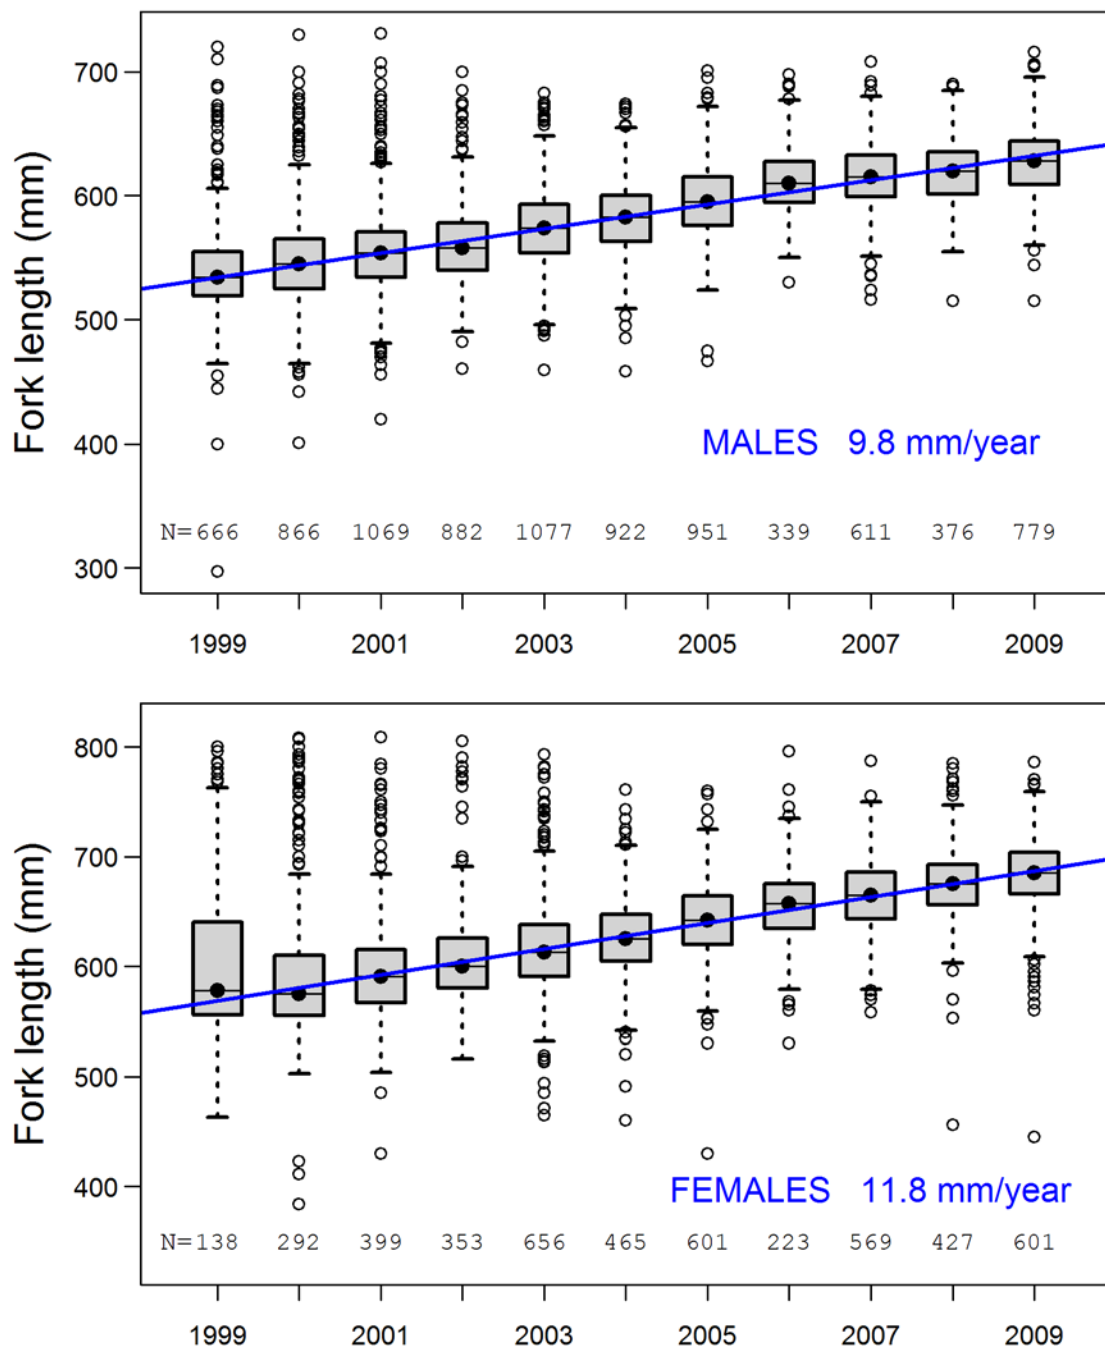 Fork length (mm)
700
600
500
400
300
MALES 9.8 mm/year
N=666 866 1069 882 1077 922 951 339 611 376 779
1999 2001 2003 2005 2007 2009
Fork length (mm)
800
700
600
500
400
FEMALES 11.8 mm/year
N=138 292 399 353 656 465 601 223 569 427 601
1999 2001 2003 2005 2007 2009